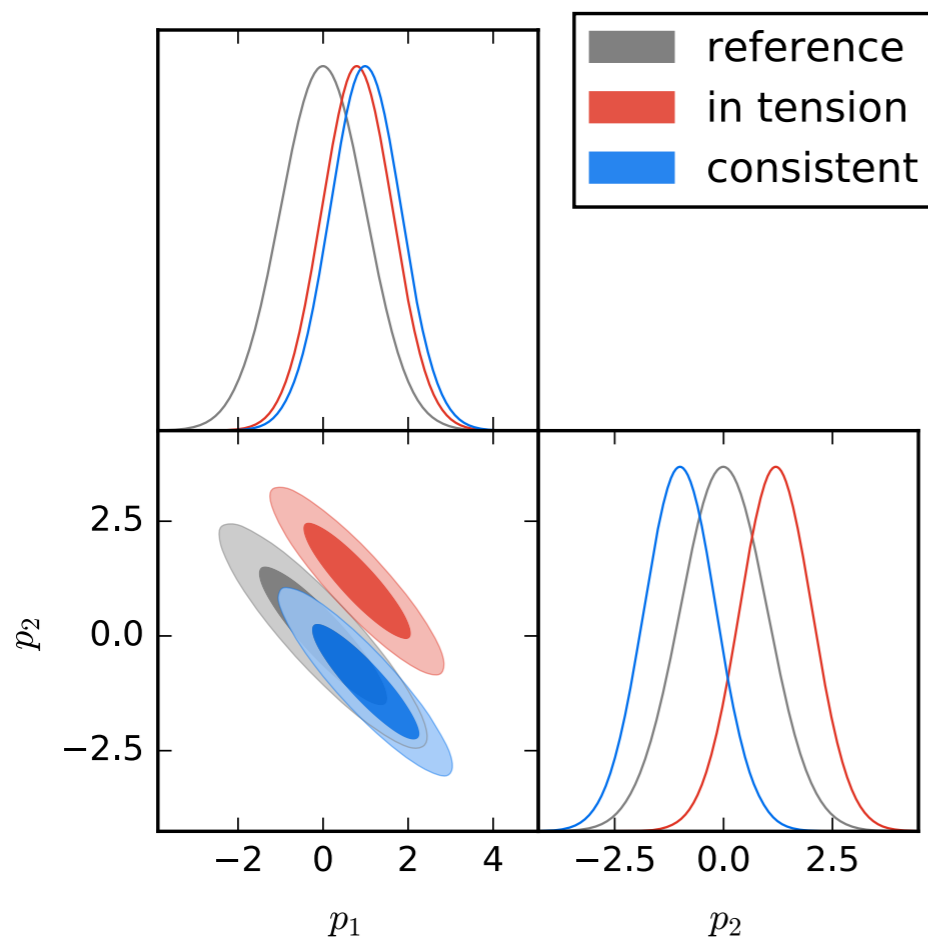 reference
in tension
consistent
2.5
0.0
−2.5
p₂
−2 0 2 4
−2.5 0.0 2.5
p₁
p₂